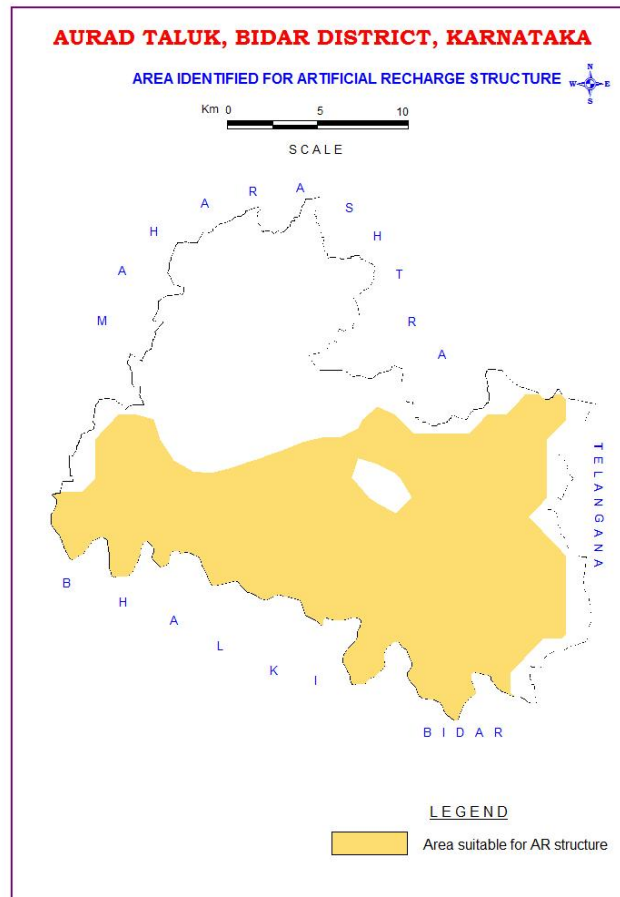 AURAD TALUK, BIDAR DISTRICT, KARNATAKA
AREA IDENTIFIED FOR ARTIFICIAL RECHARGE STRUCTURE
N
W E
S
Km 0 5 10
SCALE
MAHARASHTRA
TELANGANA
BHALKI
BIDAR
LEGEND
Area suitable for AR structure